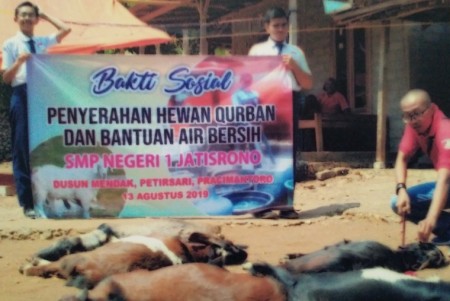 Bakti Sosial
PENYERAHAN HEWAN QURBAN
DAN BANTUAN AIR BERSIH
SMP NEGERI 1 JATISRONO
DUSUN MENDAK, PETIRSARI, PRACIMANTORO
13 AGUSTUS 2019